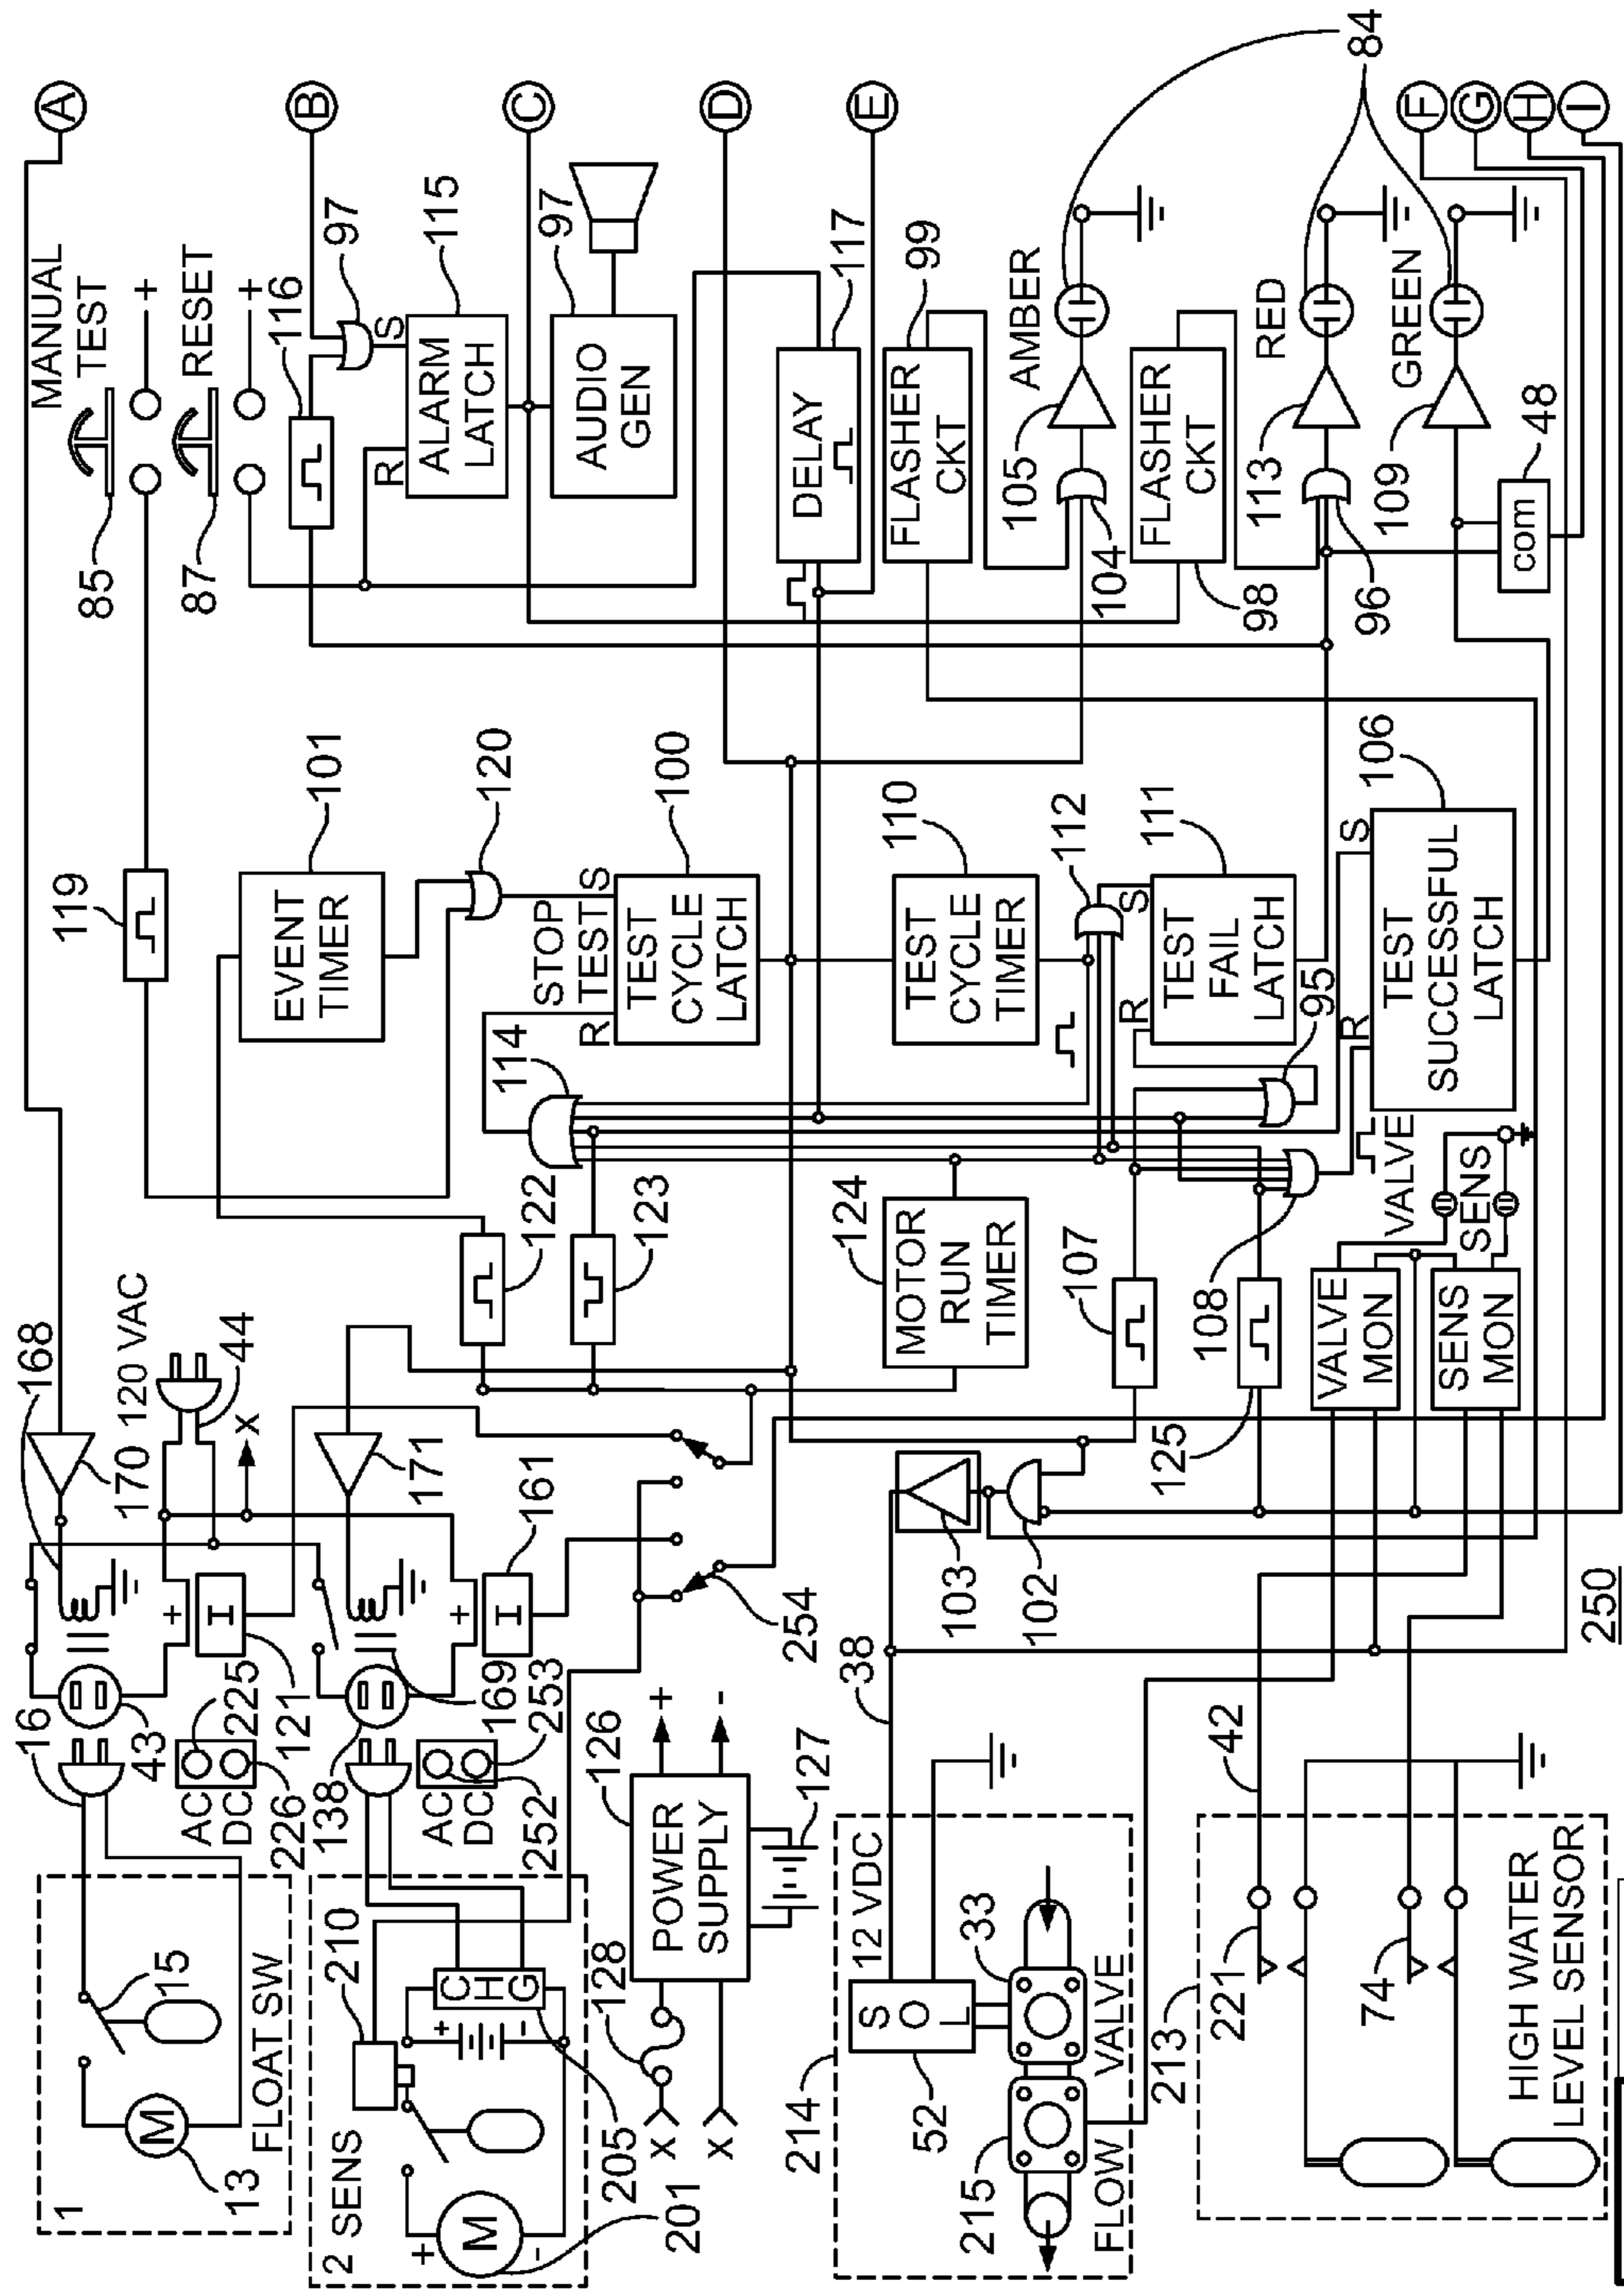 1
15
13
FLOAT SW
16
43
AC
DC
225
226
121
168
170
120 VAC
44
x
I
+
MANUAL
TEST
+
85
RESET
+
87
A
119
116
97
B
2 SENS
210
M
M
+
-
+
-
C
H
G
205
201
138
AC
DC
169
253
252
171
+
I
161
254
EVENT
TIMER
101
120
S
R
ALARM
LATCH
115
C
AUDIO
GEN
97
D
128
X
X
POWER
SUPPLY
126
+
-
127
122
123
114
STOP
TEST
R
S
TEST
CYCLE
LATCH
100
DELAY
117
E
FLASHER
CKT
99
214
12 VDC
S
O
L
52
33
215
FLOW
VALVE
38
103
102
MOTOR
RUN
TIMER
124
TEST
CYCLE
TIMER
110
112
105
AMBER
104
84
FLASHER
CKT
98
107
108
125
R
S
TEST
FAIL
LATCH
111
95
113
RED
96
109
GREEN
48
com
213
221
74
HIGH WATER
LEVEL SENSOR
42
VALVE
MON
SENS
MON
VALVE
SENS
R
S
TEST
SUCCESSFUL
LATCH
106
F
G
H
I
250